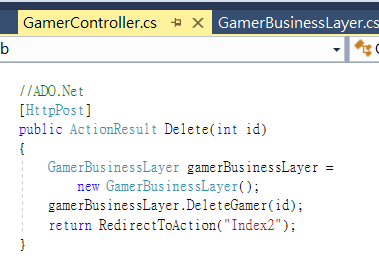 GamerController.cs GamerBusinessLayer.cs
b
//ADO.Net
[HttpPost]
public ActionResult Delete(int id)
{
GamerBusinessLayer gamerBusinessLayer =
new GamerBusinessLayer();
gamerBusinessLayer.DeleteGamer(id);
return RedirectToAction("Index2");
}